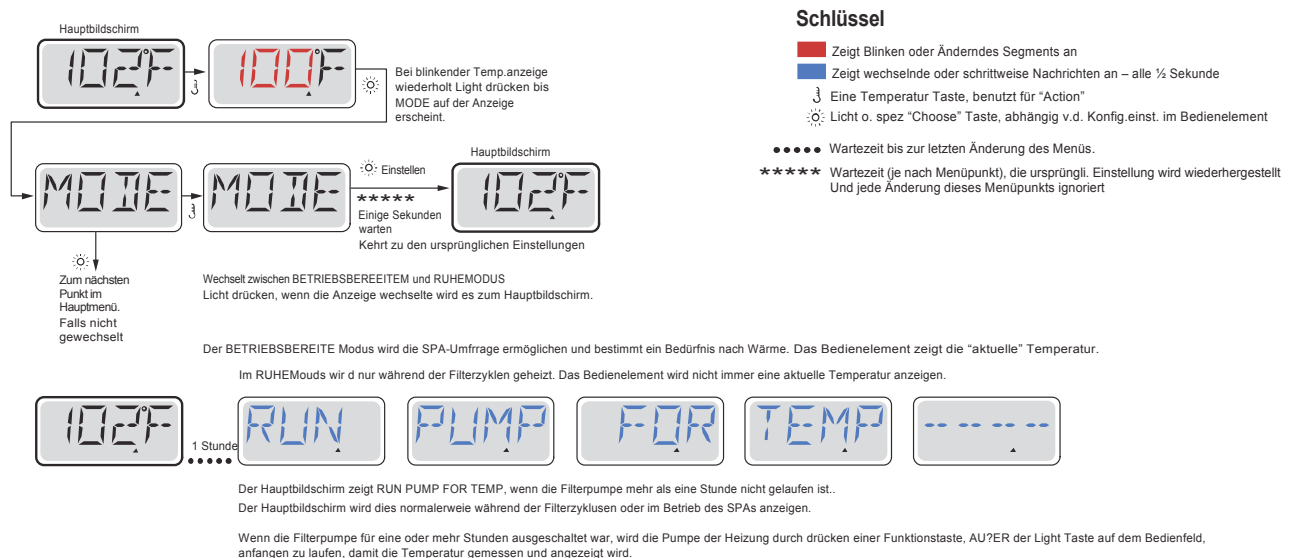 Schlüssel
Hauptbildschirm
102°F
100°F
Bei blinkender Temp.anzeige
wiederholt Light drücken bis
MODE auf der Anzeige
erscheint.
Zeigt Blinken oder Änderndes Segments an
Zeigt wechselnde oder schrittweise Nachrichten an – alle ½ Sekunde
Eine Temperatur Taste, benutzt für “Action”
Licht o. spez “Choose” Taste, abhängig v.d. Konfig.einst. im Bedienelement
••••• Wartezeit bis zur letzten Änderung des Menüs.
***** Wartezeit (je nach Menüpunkt), die ursprüngli. Einstellung wird wiederhergestellt
Und jede Änderung dieses Menüpunkts ignoriert
MODE
MODE
Einstellen
*****
Einige Sekunden
warten
Kehrt zu den ursprünglichen Einstellungen
Hauptbildschirm
102°F
Zum nächsten
Punkt im
Hauptmenü.
Falls nicht
gewechselt
Wechselt zwischen BETRIEBSBEREEITEM und RUHEMODUS
Licht drücken, wenn die Anzeige wechselte wird es zum Hauptbildschirm.
Der BETRIEBSBEREITE Modus wird die SPA-Umfrrage ermöglichen und bestimmt ein Bedürfnis nach Wärme. Das Bedienelement zeigt die “aktuelle” Temperatur.
Im RUHEMouds wir d nur während der Filterzyklen geheizt. Das Bedienelement wird nicht immer eine aktuelle Temperatur anzeigen.
102°F
1 Stunde
•••••
RUN
PUMP
FOR
TEMP
-- -- -- --
Der Hauptbildschirm zeigt RUN PUMP FOR TEMP, wenn die Filterpumpe mehr als eine Stunde nicht gelaufen ist..
Der Hauptbildschirm wird dies normalerweie während der Filterzyklusen oder im Betrieb des SPAs anzeigen.
Wenn die Filterpumpe für eine oder mehr Stunden ausgeschaltet war, wird die Pumpe der Heizung durch drücken einer Funktionstaste, AU?ER der Light Taste auf dem Bedienfeld,
anfangen zu laufen, damit die Temperatur gemessen und angezeigt wird.